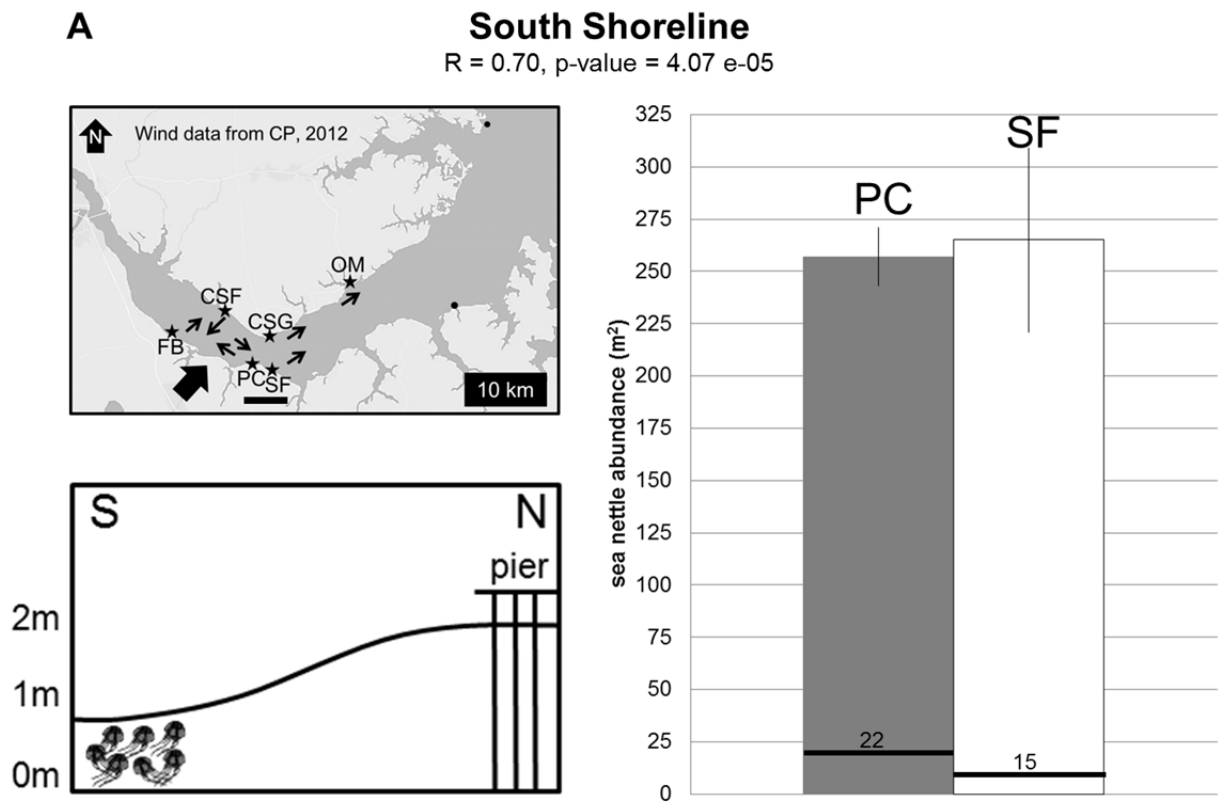 A
South Shoreline
R = 0.70, p-value = 4.07 e-05
N
Wind data from CP, 2012
OM
CSF
CSG
FB
PC
SF
10 km
S
N
pier
2m
1m
0m
sea nettle abundance (m²)
325
300
275
250
225
200
175
150
125
100
75
50
25
0
PC
SF
22
15